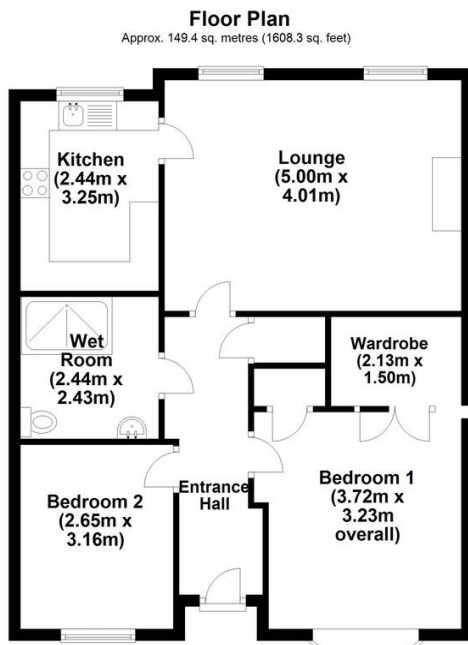 Floor Plan
Approx. 149.4 sq. metres (1608.3 sq. feet)
Kitchen
(2.44m x
3.25m)
Lounge
(5.00m x
4.01m)
Wet
Room
(2.44m x
2.43m)
Wardrobe
(2.13m x
1.50m)
Bedroom 2
(2.65m x
3.16m)
Entrance
Hall
Bedroom 1
(3.72m x
3.23m
overall)